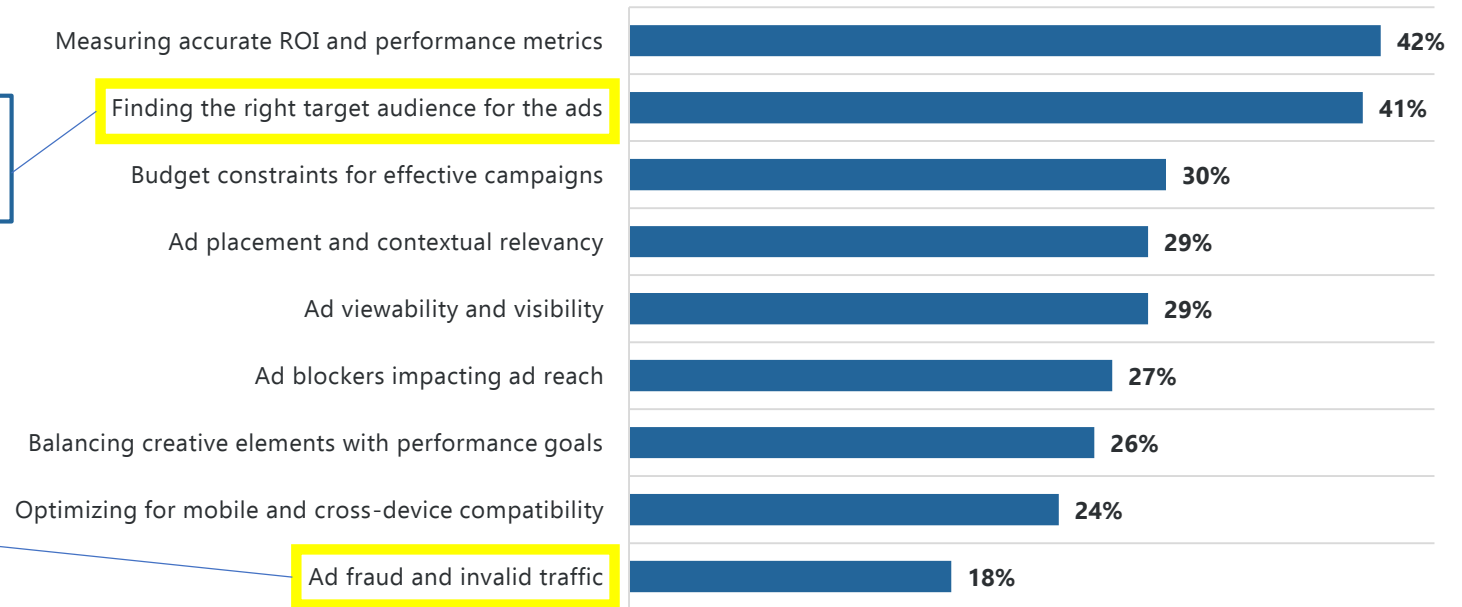 Measuring accurate ROI and performance metrics 42%
Finding the right target audience for the ads 41%
Budget constraints for effective campaigns 30%
Ad placement and contextual relevancy 29%
Ad viewability and visibility 29%
Ad blockers impacting ad reach 27%
Balancing creative elements with performance goals 26%
Optimizing for mobile and cross-device compatibility 24%
Ad fraud and invalid traffic 18%